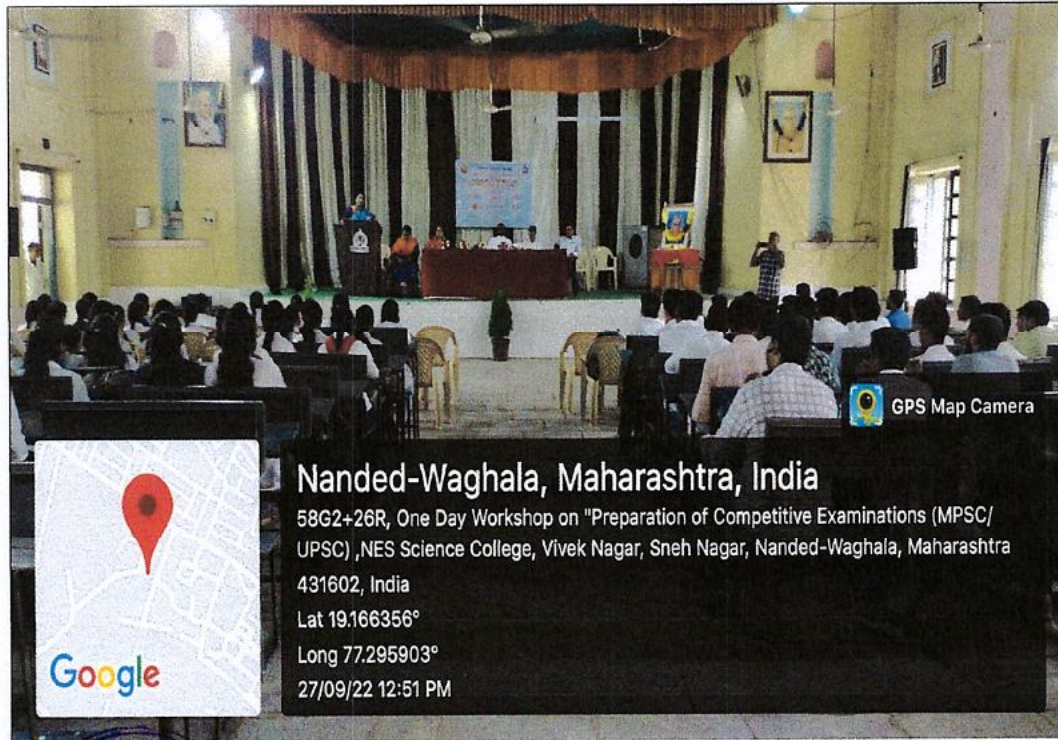 GPS Map Camera
Nanded-Waghala, Maharashtra, India
58G2+26R, One Day Workshop on "Preparation of Competitive Examinations (MPSC/
UPSC) ,NES Science College, Vivek Nagar, Sneh Nagar, Nanded-Waghala, Maharashtra
431602, India
Lat 19.166356°
Long 77.295903°
27/09/22 12:51 PM
Google